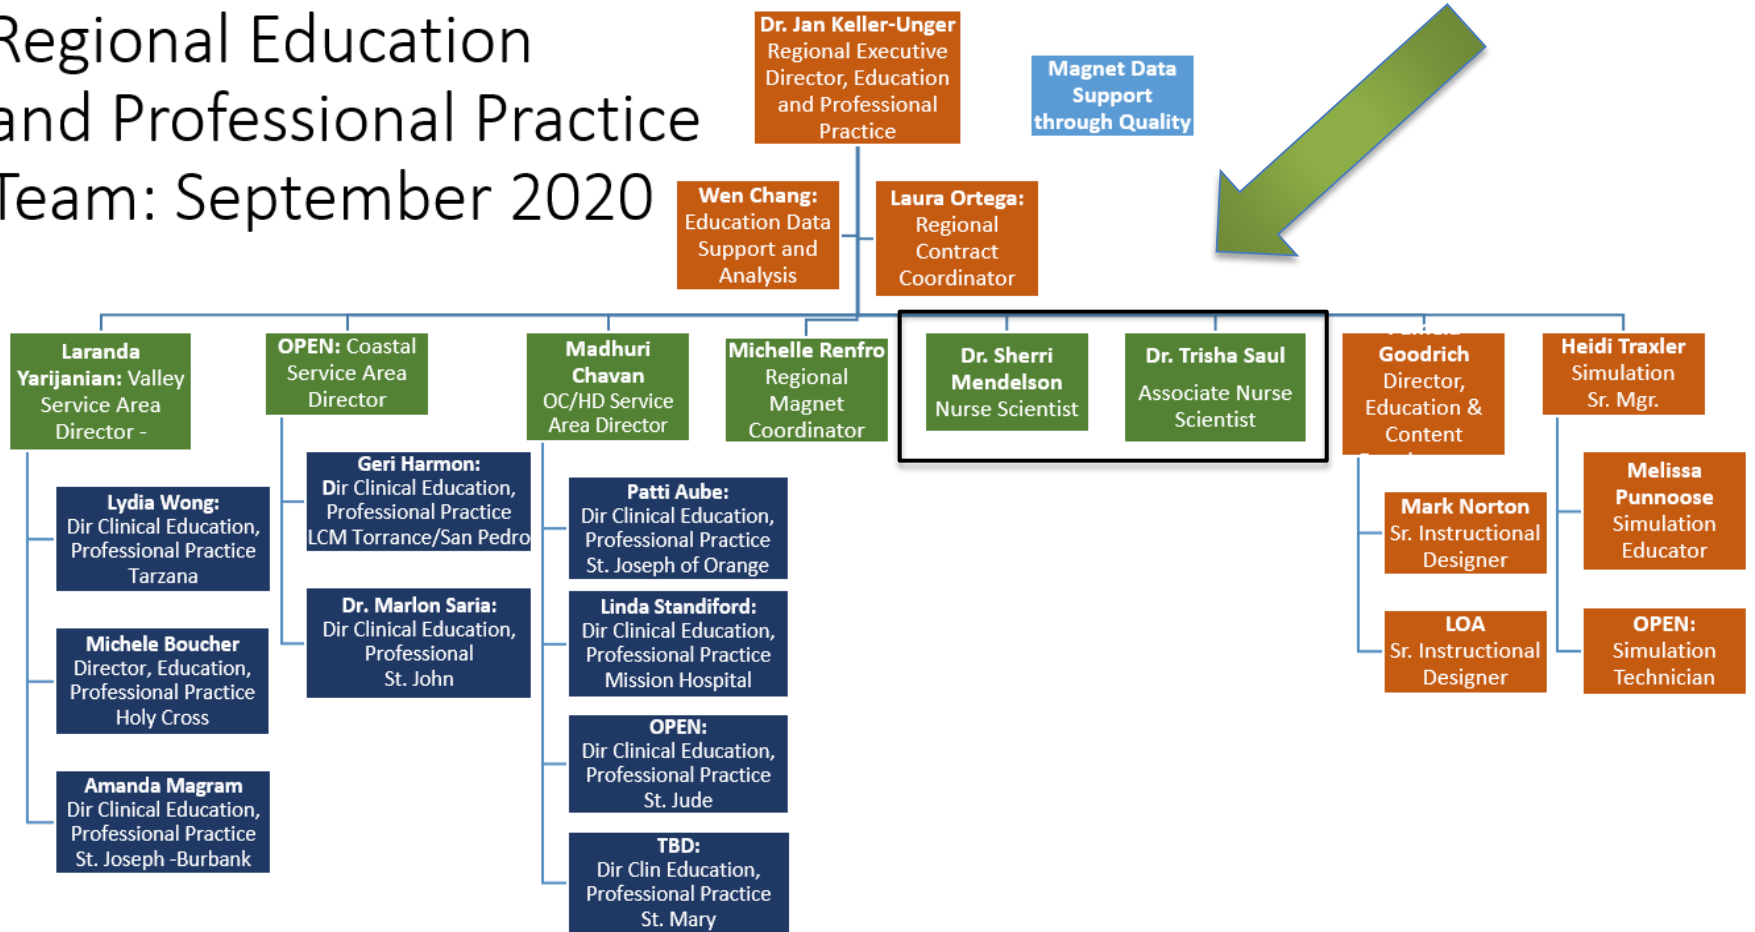 Regional Education
and Professional Practice
Team: September 2020
Dr. Jan Keller-Unger
Regional Executive
Director, Education
and Professional
Practice
Magnet Data
Support
through Quality
Wen Chang:
Education Data
Support and
Analysis
Laura Ortega:
Regional
Contract
Coordinator
Laranda
Yarijanian: Valley
Service Area
Director -
OPEN: Coastal
Service Area
Director
Madhuri
Chavan
OC/HD Service
Area Director
Michelle Renfro
Regional
Magnet
Coordinator
Dr. Sherri
Mendelson
Nurse Scientist
Dr. Trisha Saul
Associate Nurse
Scientist
Goodrich
Director,
Education &
Content
Heidi Traxler
Simulation
Sr. Mgr.
Lydia Wong:
Dir Clinical Education,
Professional Practice
Tarzana
Michele Boucher
Director, Education,
Professional Practice
Holy Cross
Amanda Magram
Dir Clinical Education,
Professional Practice
St. Joseph -Burbank
Geri Harmon:
Dir Clinical Education,
Professional Practice
LCM Torrance/San Pedro
Dr. Marlon Saria:
Dir Clinical Education,
Professional
St. John
Patti Aube:
Dir Clinical Education,
Professional Practice
St. Joseph of Orange
Linda Standiford:
Dir Clinical Education,
Professional Practice
Mission Hospital
OPEN:
Dir Clinical Education,
Professional Practice
St. Jude
TBD:
Dir Clin Education,
Professional Practice
St. Mary
Mark Norton
Sr. Instructional
Designer
LOA
Sr. Instructional
Designer
Melissa
Punnoose
Simulation
Educator
OPEN:
Simulation
Technician